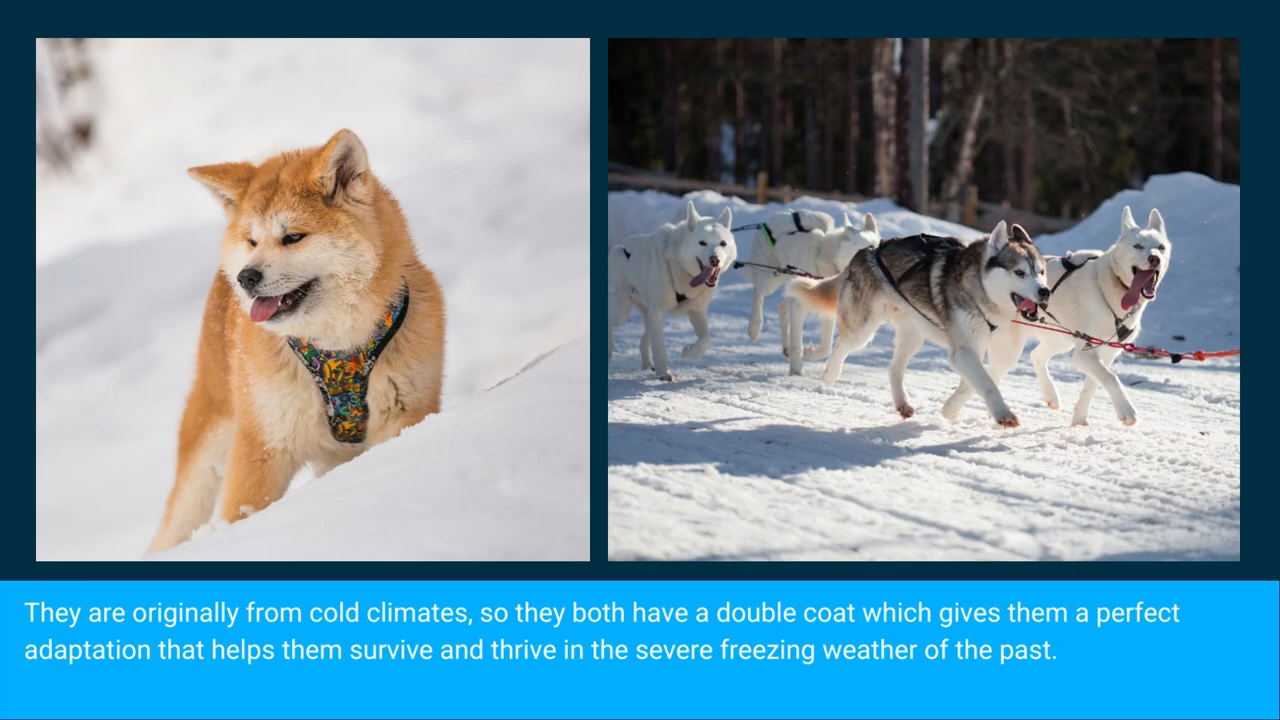 They are originally from cold climates, so they both have a double coat which gives them a perfect
adaptation that helps them survive and thrive in the severe freezing weather of the past.